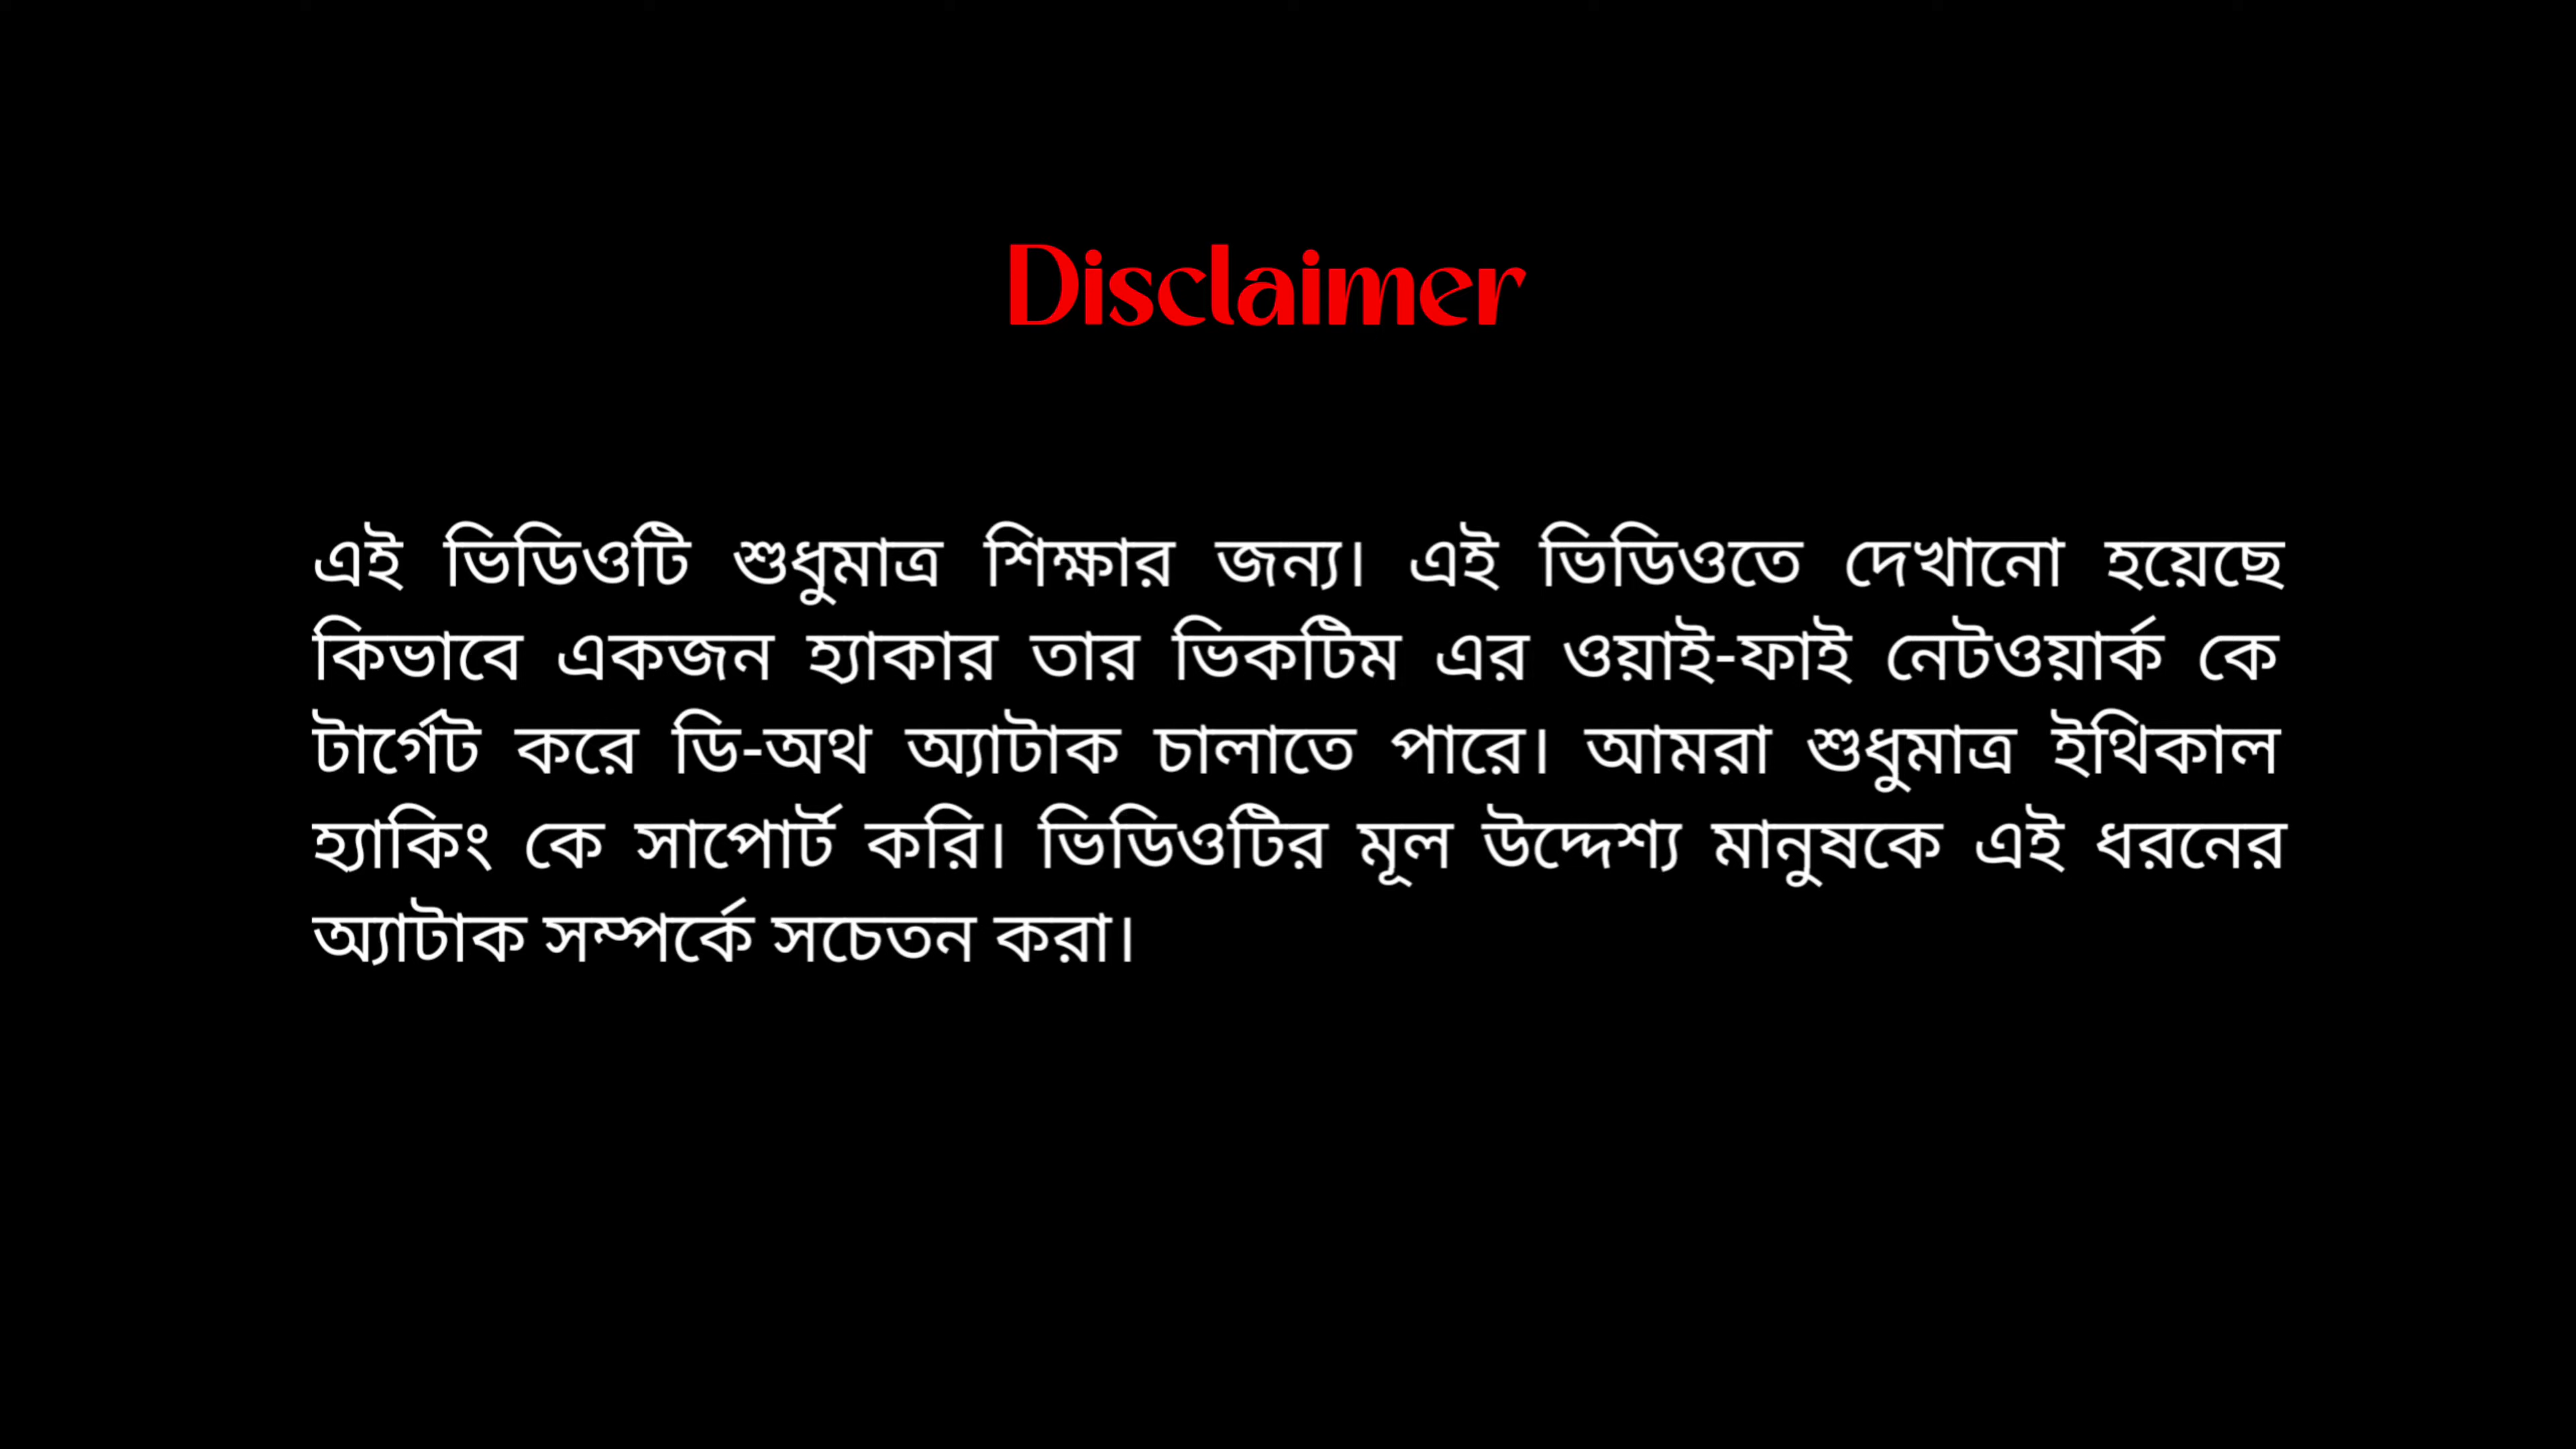 Disclaimer
এই ভিডিওটি শুধুমাত্র শিক্ষার জন্য। এই ভিডিওতে দেখানো হয়েছে
কিভাবে একজন হ্যাকার তার ভিকটিম এর ওয়াই-ফাই নেটওয়ার্ক কে
টার্গেট করে ডি-অথ অ্যাটাক চালাতে পারে। আমরা শুধুমাত্র ইথিকাল
হ্যাকিং কে সাপোর্ট করি। ভিডিওটির মূল উদ্দেশ্য মানুষকে এই ধরনের
অ্যাটাক সম্পর্কে সচেতন করা।